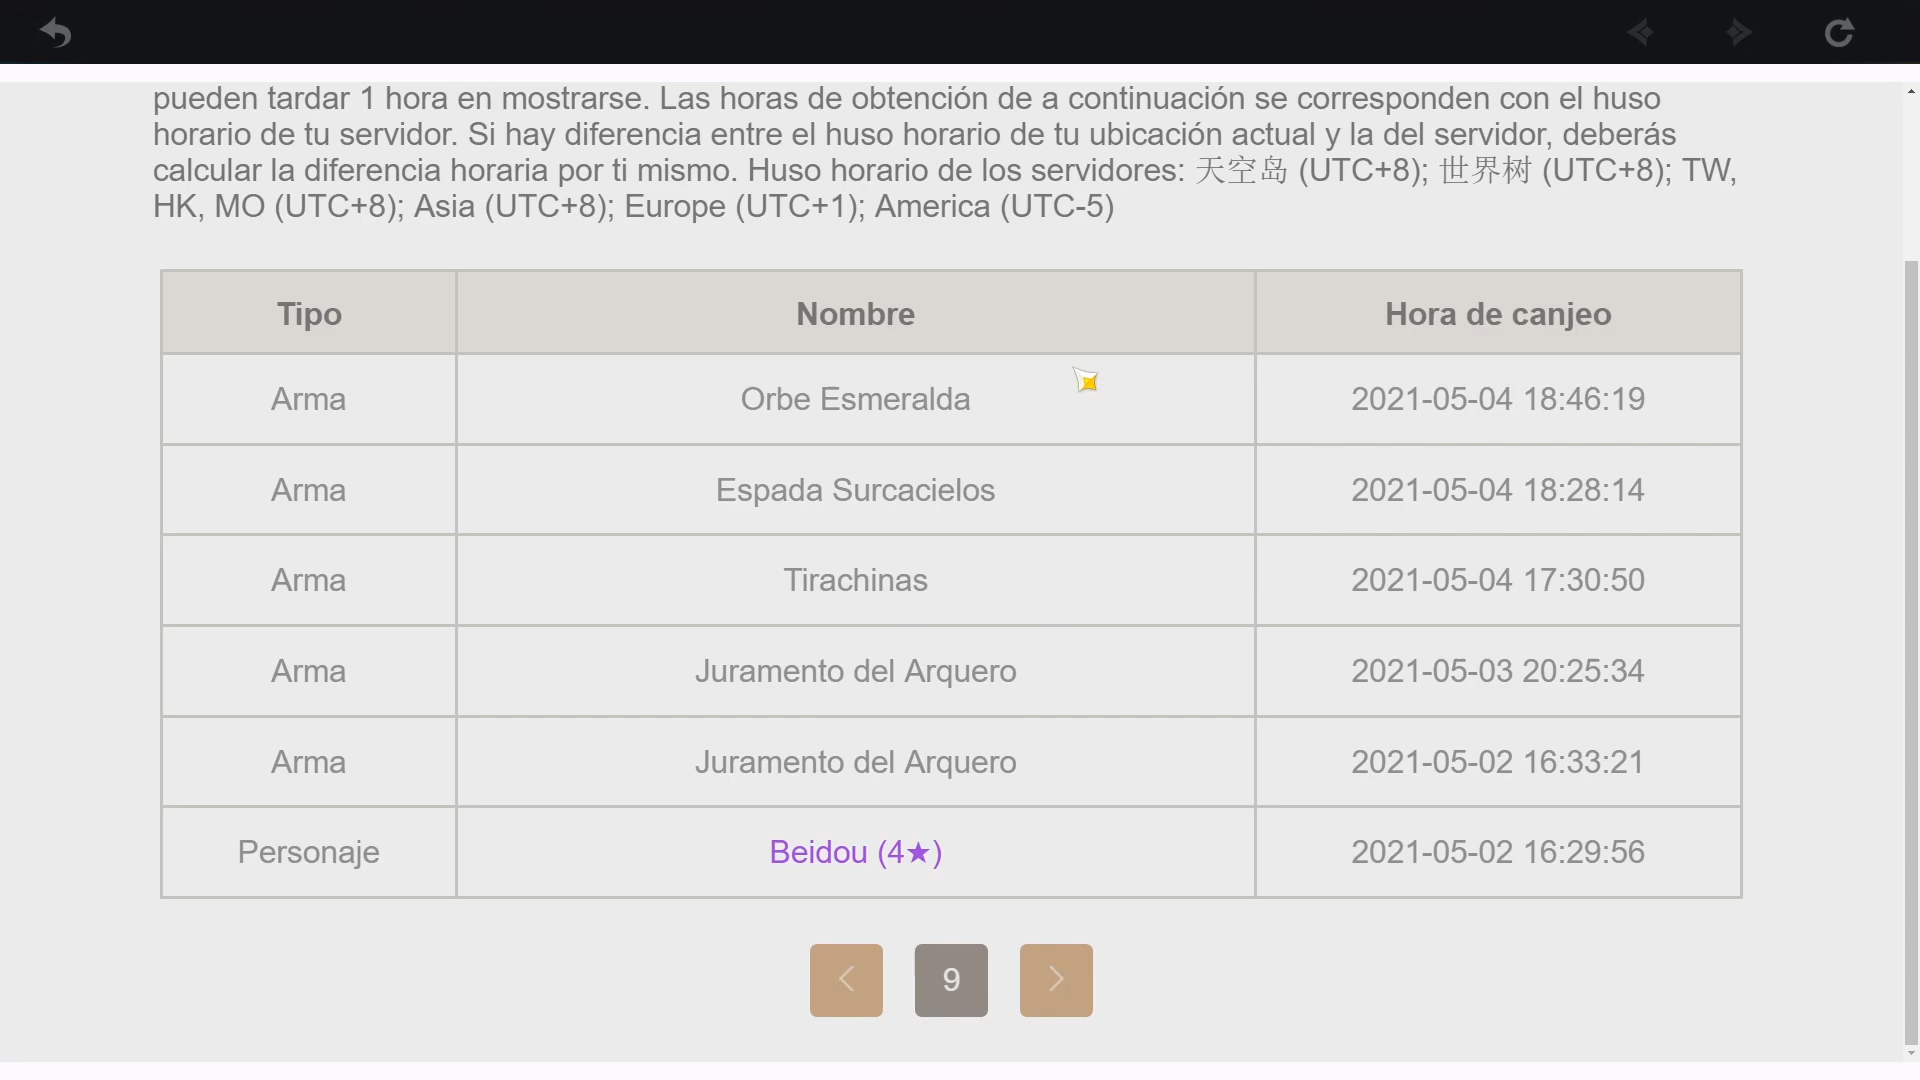 pueden tardar 1 hora en mostrarse. Las horas de obtención de a continuación se corresponden con el huso
horario de tu servidor. Si hay diferencia entre el huso horario de tu ubicación actual y la del servidor, deberás
calcular la diferencia horaria por ti mismo. Huso horario de los servidores: 天空岛 (UTC+8); 世界树 (UTC+8); TW,
HK, MO (UTC+8); Asia (UTC+8); Europe (UTC+1); America (UTC-5)
Tipo Nombre Hora de canjeo
Arma Orbe Esmeralda 2021-05-04 18:46:19
Arma Espada Surcacielos 2021-05-04 18:28:14
Arma Tirachinas 2021-05-04 17:30:50
Arma Juramento del Arquero 2021-05-03 20:25:34
Arma Juramento del Arquero 2021-05-02 16:33:21
Personaje Beidou (4★) 2021-05-02 16:29:56
9